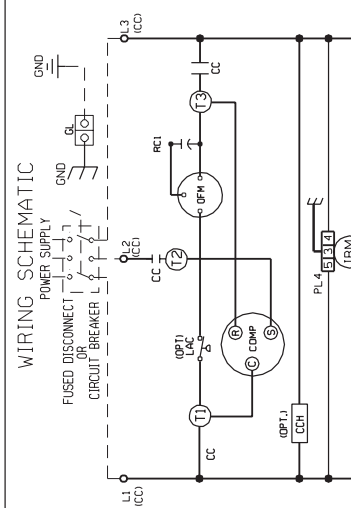 WIRING SCHEMATIC
POWER SUPPLY
FUSED DISCONNECT
OR
CIRCUIT BREAKER
GND
GL
GND
L1
(CC)
L2
(CC)
L3
(CC)
CC
T1
(OPT)
LAC
CC
T2
OFM
RC1
T3
CC
C
COMP
R
S
(OPT.)
CCH
PL4
5 3 4
IBM